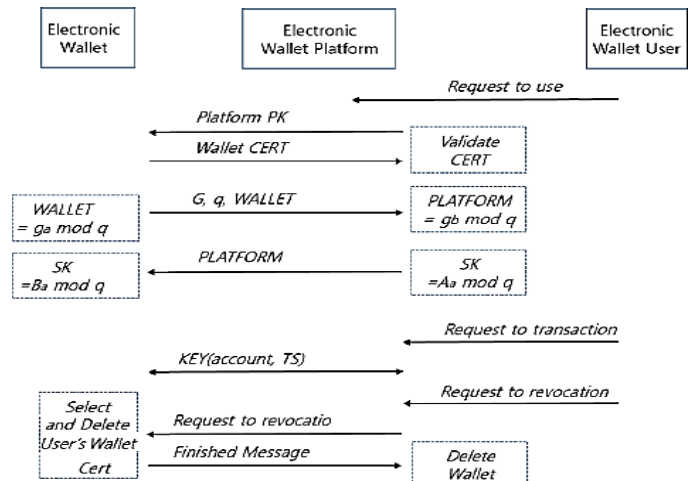 Electronic
Wallet
Electronic
Wallet Platform
Electronic
Wallet User
Request to use
Platform PK
Wallet CERT
Validate
CERT
WALLET
= ga mod q
G, q, WALLET
PLATFORM
= gb mod q
SK
=Ba mod q
PLATFORM
SK
=Aa mod q
Request to transaction
KEY(account, TS)
Request to revocation
Select
and Delete
User's Wallet
Cert
Request to revocatio
Finished Message
Delete
Wallet